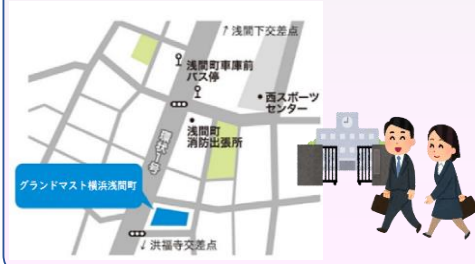 ↗浅間下交差点
浅間町車庫前
バス停
•西スポーツ
センター
浅間町
消防出張所
環状1号
グランドマスト横浜浅間町
↙洪福寺交差点